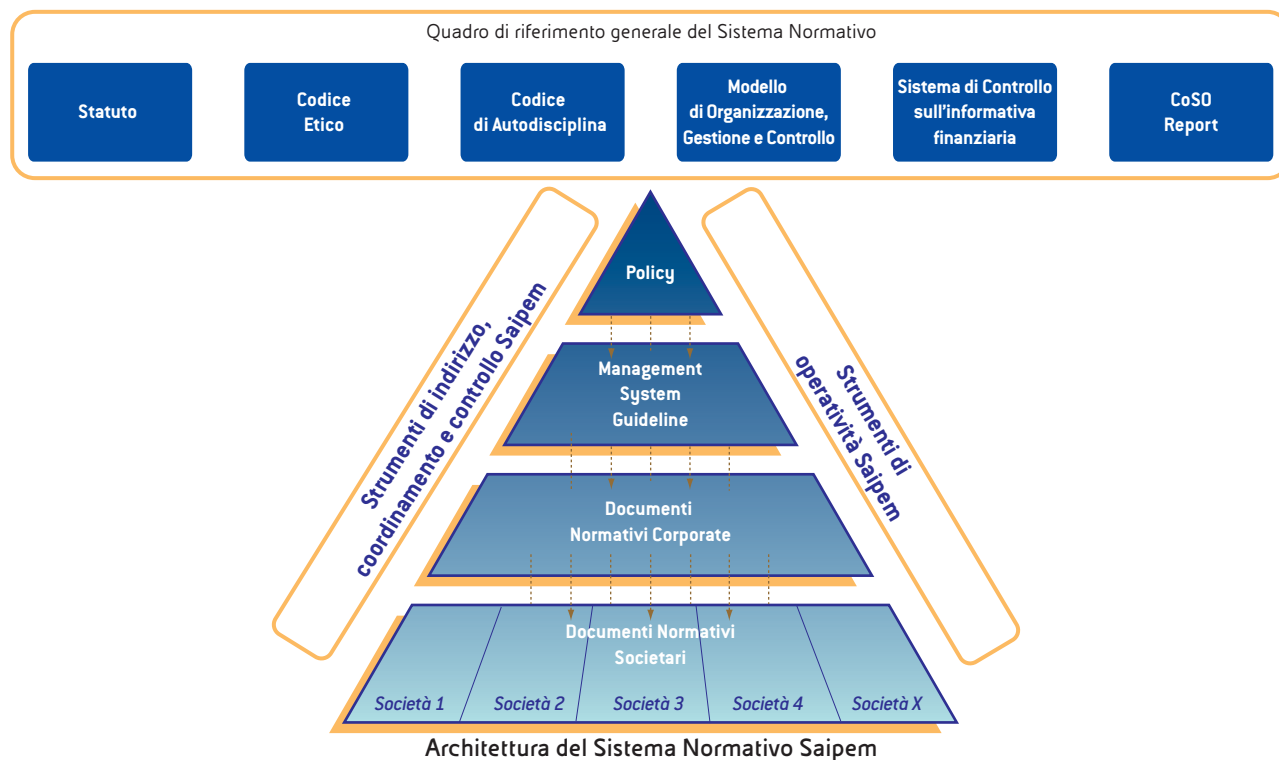 Quadro di riferimento generale del Sistema Normativo
Statuto
Codice
Etico
Codice
di Autodisciplina
Modello
di Organizzazione,
Gestione e Controllo
Sistema di Controllo
sull'informativa
finanziaria
CoSO
Report
Strumenti di indirizzo,
coordinamento e controllo Saipem
Policy
Management
System
Guideline
Documenti
Normativi Corporate
Documenti Normativi
Societari
Società 1
Società 2
Società 3
Società 4
Società X
Strumenti di
operatività Saipem
Architettura del Sistema Normativo Saipem